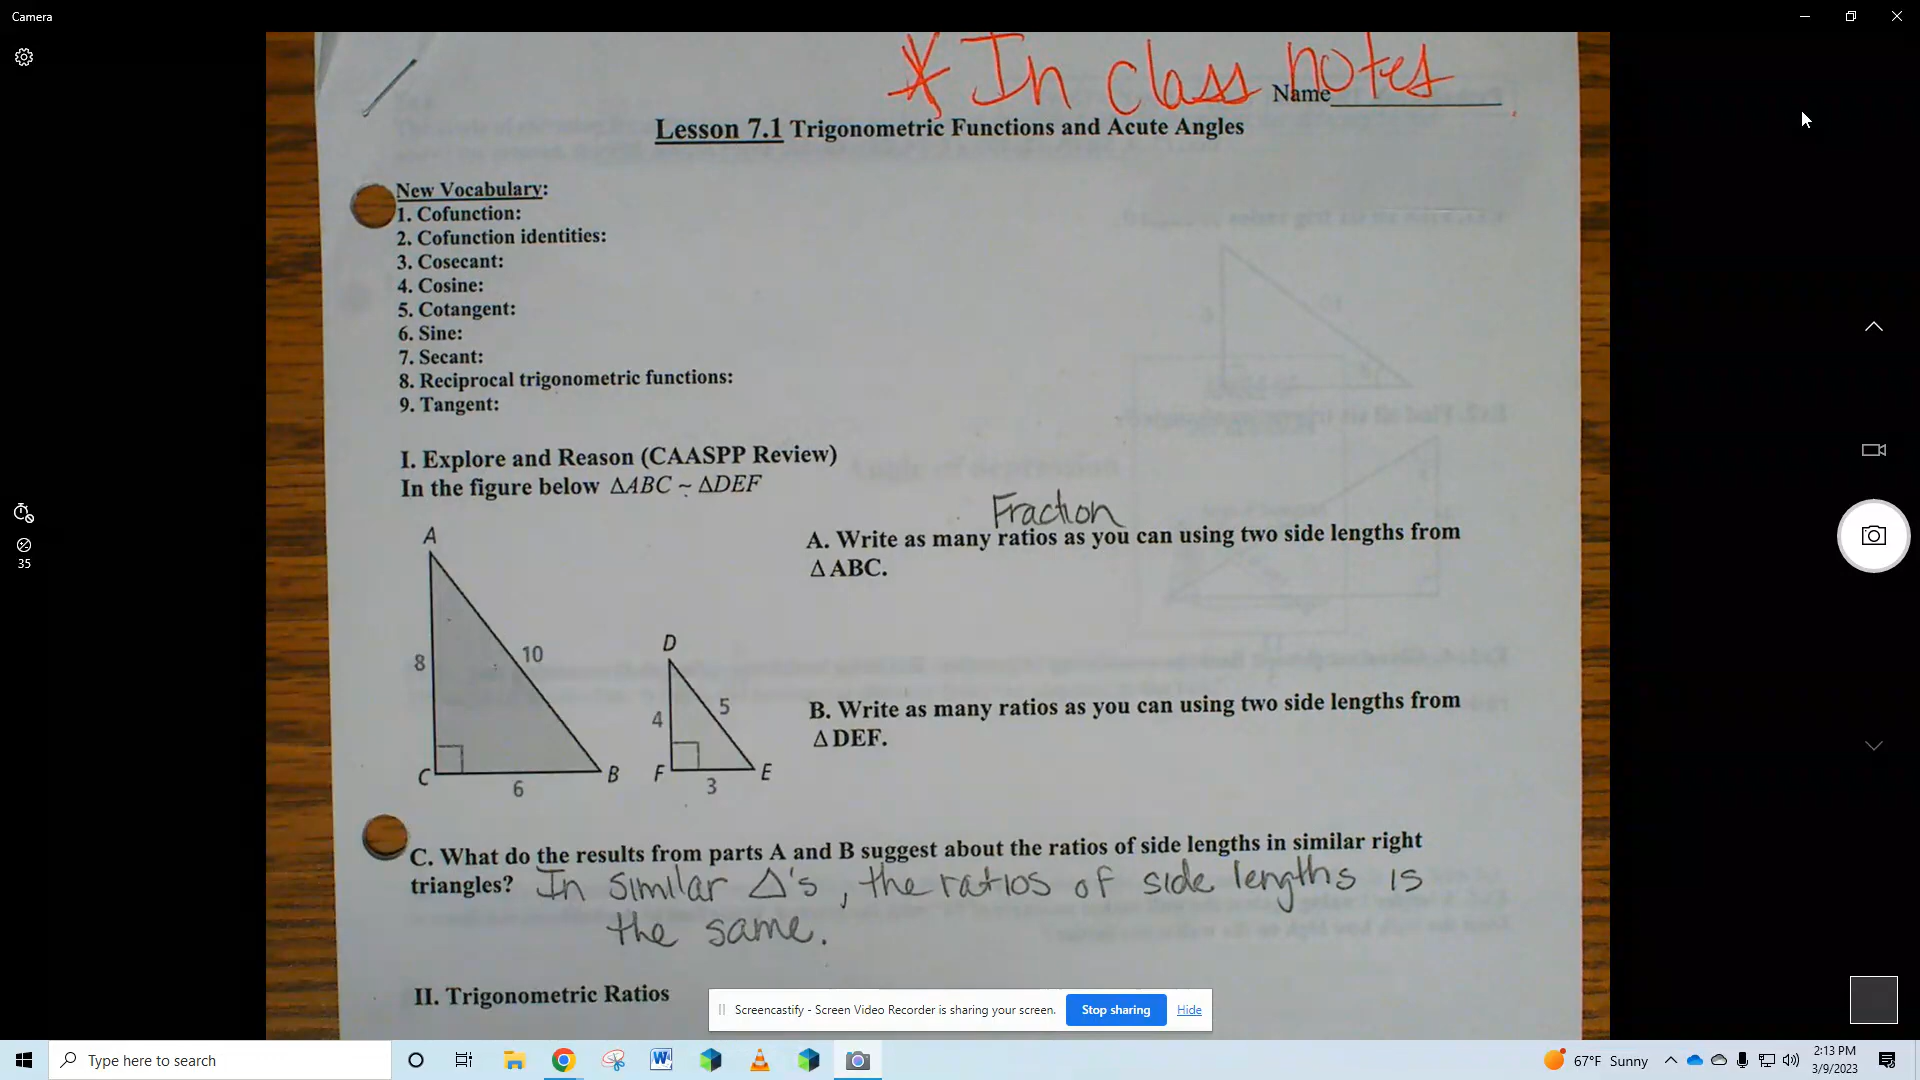 Camera
* In class notes
Name
Lesson 7.1 Trigonometric Functions and Acute Angles
New Vocabulary:
1. Cofunction:
2. Cofunction identities:
3. Cosecant:
4. Cosine:
5. Cotangent:
6. Sine:
7. Secant:
8. Reciprocal trigonometric functions:
9. Tangent:
I. Explore and Reason (CAASPP Review)
In the figure below ΔABC ~ ΔDEF
Fraction
A. Write as many ratios as you can using two side lengths from
Δ ABC.
A
8
10
C
6
B
D
4
5
F
3
E
B. Write as many ratios as you can using two side lengths from
Δ DEF.
C. What do the results from parts A and B suggest about the ratios of side lengths in similar right
triangles? In similar Δ's, the ratios of side lengths is
the same.
II. Trigonometric Ratios
35
Screencastify - Screen Video Recorder is sharing your screen.
Stop sharing
Hide
Type here to search
67°F Sunny
2:13 PM
3/9/2023